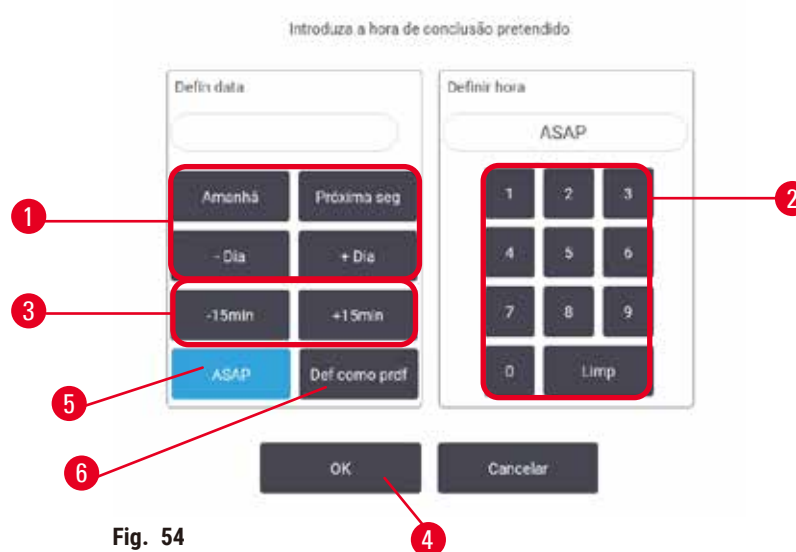 Introduza a hora de conclusão pretendido
Defin data
Definir hora
ASAP
Amanhã
Próxima seg
1
2
3
- Dia
+ Dia
4
5
6
-15min
+15min
7
8
9
ASAP
Def como prdf
0
Limp
OK
Cancelar
1
2
3
5
6
4
Fig. 54